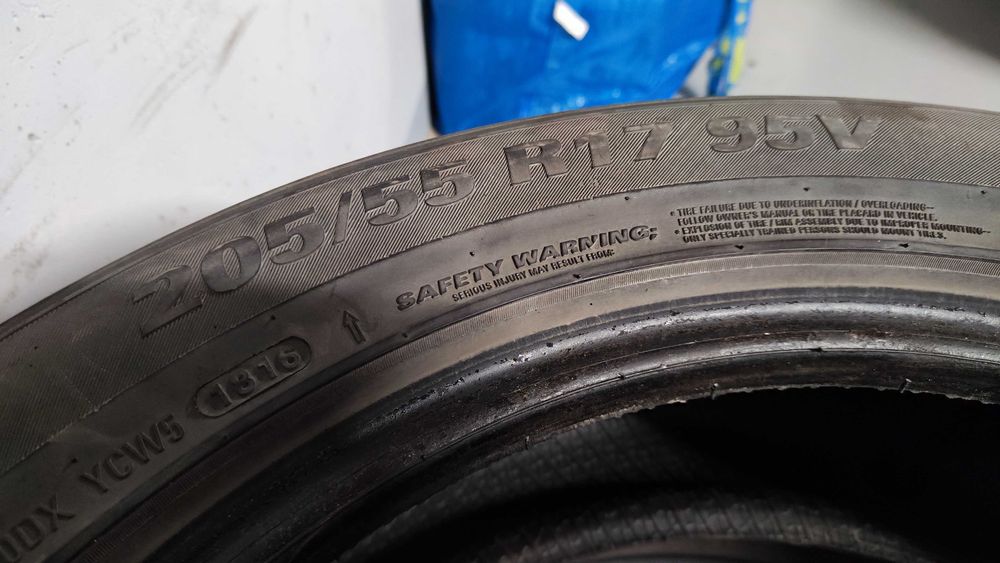 205/55 R17 95V
SAFETY WARNING;
SERIOUS INJURY MAY RESULT FROM:
• TIRE FAILURE DUE TO UNDERINFLATION / OVERLOADING--
FOLLOW OWNER'S MANUAL OR TIRE PLACARD IN VEHICLE.
• EXPLOSION OF TIRE / RIM ASSEMBLY DUE TO IMPROPER MOUNTING--
ONLY SPECIALLY TRAINED PERSONS SHOULD MOUNT TIRES.
YCW5 1316